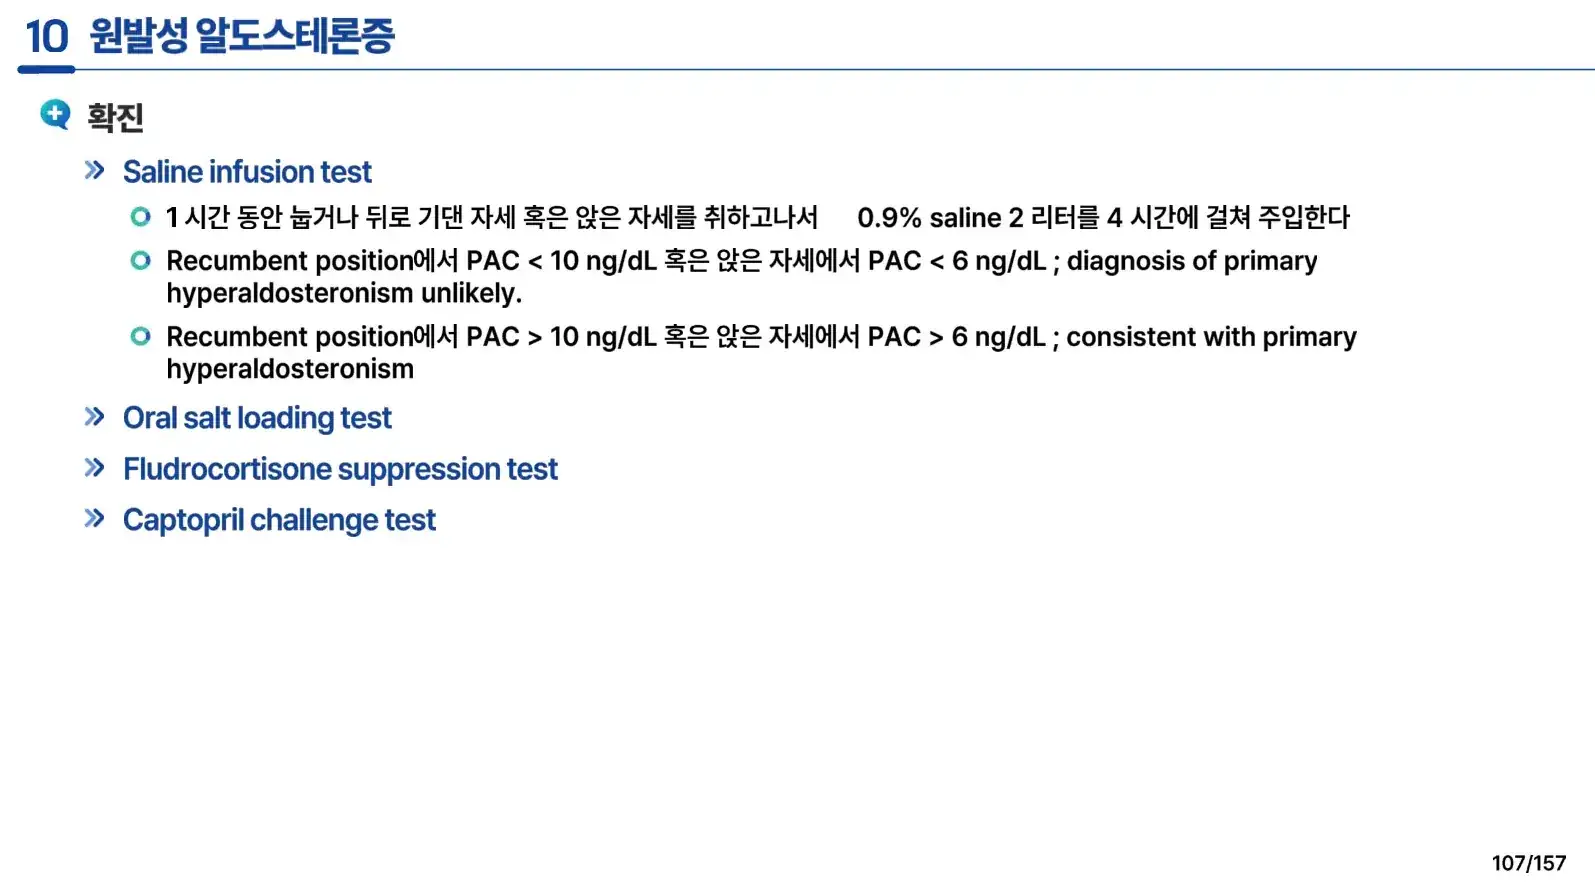 10 원발성 알도스테론증
확진
Saline infusion test
1 시간 동안 눕거나 뒤로 기댄 자세 혹은 앉은 자세를 취하고나서 0.9% saline 2 리터를 4 시간에 걸쳐 주입한다
Recumbent position에서 PAC < 10 ng/dL 혹은 앉은 자세에서 PAC < 6 ng/dL ; diagnosis of primary
hyperaldosteronism unlikely.
Recumbent position에서 PAC > 10 ng/dL 혹은 앉은 자세에서 PAC > 6 ng/dL ; consistent with primary
hyperaldosteronism
Oral salt loading test
Fludrocortisone suppression test
Captopril challenge test
107/157